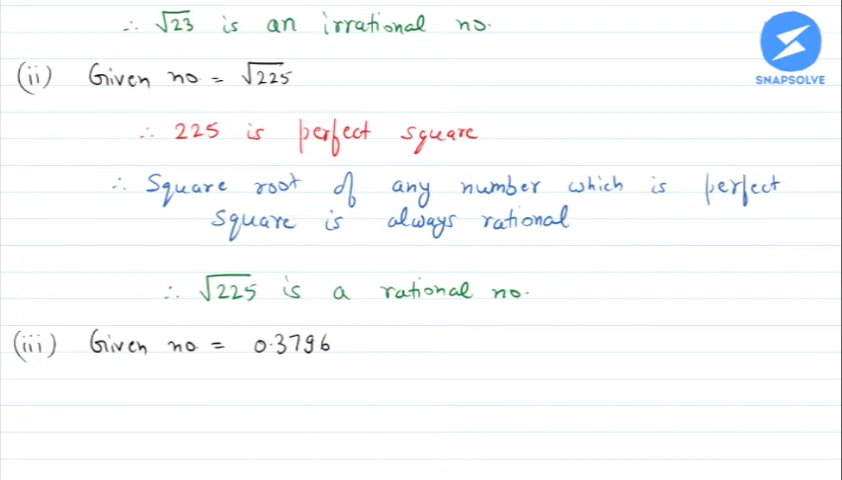 ∴ √23 is an irrational no.
SNAPSOLVE
(ii) Given no = √225
∴ 225 is perfect square
∴ Square root of any number which is perfect
square is always rational
∴ √225 is a rational no.
(iii) Given no = 0.3796